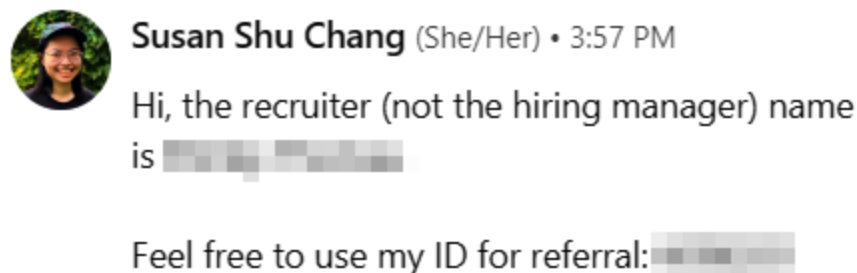 Susan Shu Chang (She/Her) • 3:57 PM
Hi, the recruiter (not the hiring manager) name
is
Feel free to use my ID for referral: